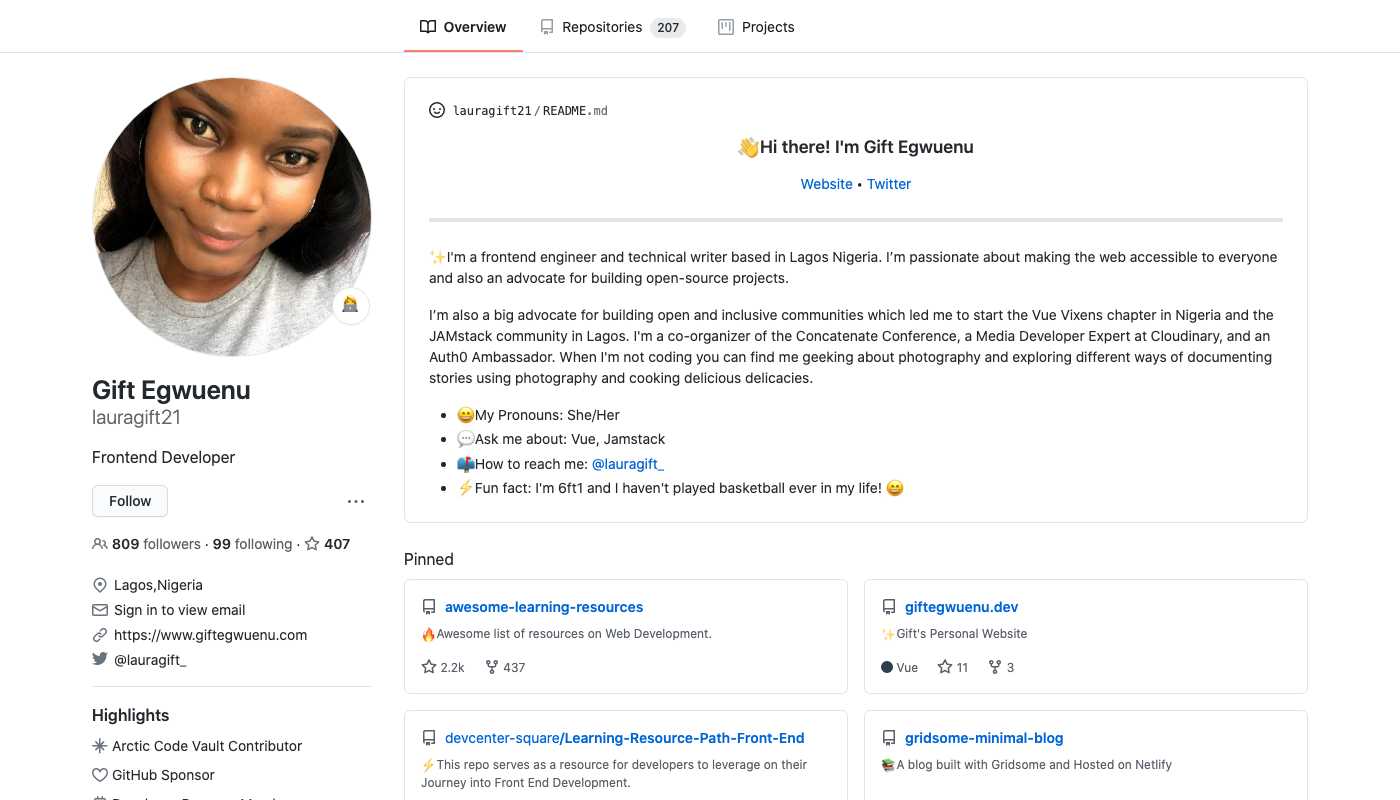 Overview
Repositories 207
Projects
lauragift21/README.md
👋Hi there! I'm Gift Egwuenu
Website • Twitter
✨I'm a frontend engineer and technical writer based in Lagos Nigeria. I'm passionate about making the web accessible to everyone
and also an advocate for building open-source projects.
I'm also a big advocate for building open and inclusive communities which led me to start the Vue Vixens chapter in Nigeria and the
JAMstack community in Lagos. I'm a co-organizer of the Concatenate Conference, a Media Developer Expert at Cloudinary, and an
Auth0 Ambassador. When I'm not coding you can find me geeking about photography and exploring different ways of documenting
stories using photography and cooking delicious delicacies.
• 😄My Pronouns: She/Her
• 💬Ask me about: Vue, Jamstack
• 📫How to reach me: @lauragift_
• ⚡Fun fact: I'm 6ft1 and I haven't played basketball ever in my life! 😄
Gift Egwuenu
lauragift21
Frontend Developer
Follow
...
809 followers · 99 following · 407
Lagos,Nigeria
Sign in to view email
https://www.giftegwuenu.com
@lauragift_
Highlights
Arctic Code Vault Contributor
GitHub Sponsor
Pinned
awesome-learning-resources
🔥Awesome list of resources on Web Development.
2.2k 437
giftegwuenu.dev
✨Gift's Personal Website
Vue 11 3
devcenter-square/Learning-Resource-Path-Front-End
⚡This repo serves as a resource for developers to leverage on their
Journey into Front End Development.
gridsome-minimal-blog
📚A blog built with Gridsome and Hosted on Netlify